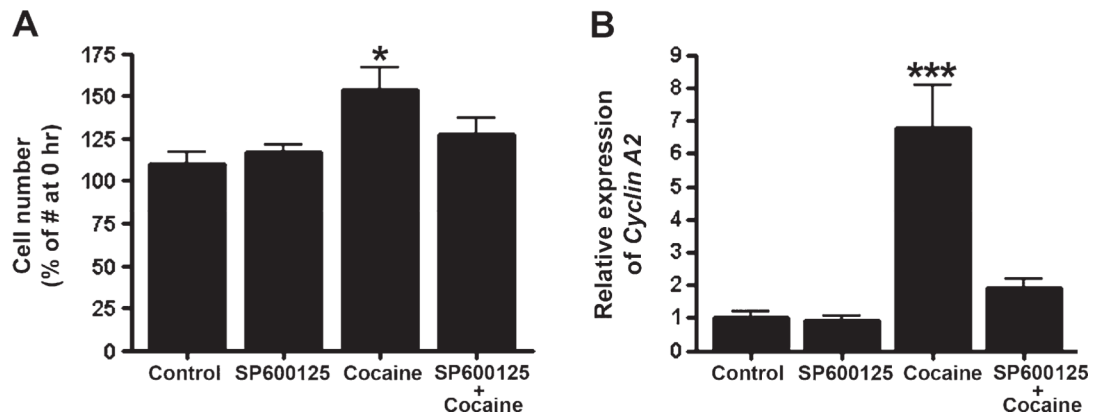 A
Cell number
(% of # at 0 hr)
175
150
125
100
75
50
25
0
*
Control
SP600125
Cocaine
SP600125
+
Cocaine
B
Relative expression
of Cyclin A2
9
8
7
6
5
4
3
2
1
0
***
Control
SP600125
Cocaine
SP600125
+
Cocaine